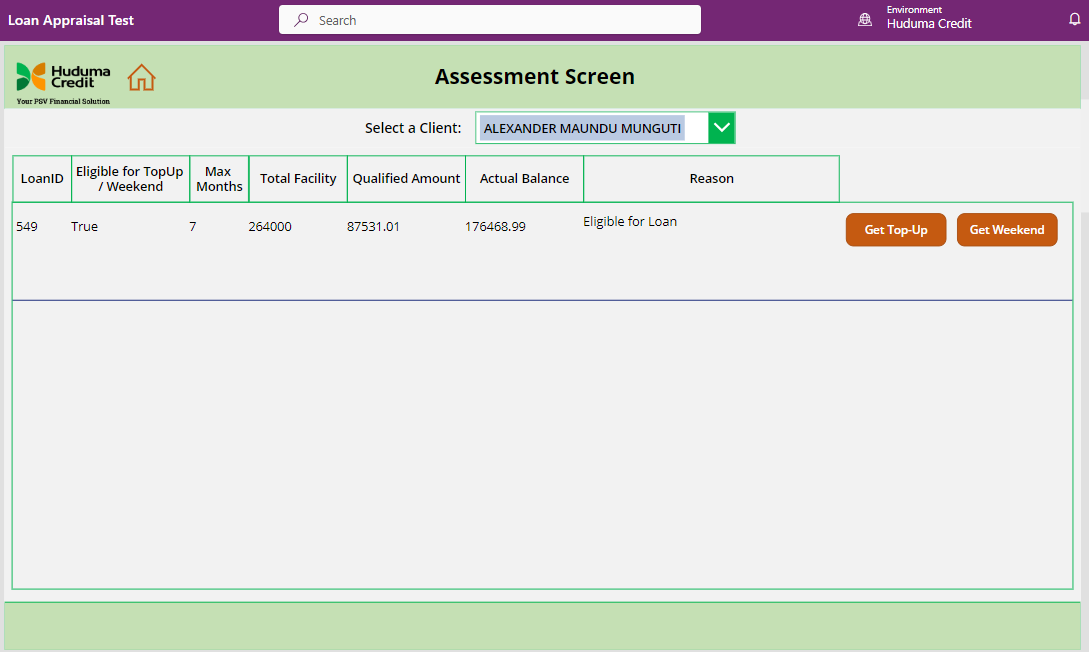 Loan Appraisal Test
Search
Environment
Huduma Credit
Huduma
Credit
Your PSV Financial Solution
Assessment Screen
Select a Client:
ALEXANDER MAUNDU MUNGUTI
LoanID
Eligible for TopUp
/ Weekend
Max
Months
Total Facility
Qualified Amount
Actual Balance
Reason
549
True
7
264000
87531.01
176468.99
Eligible for Loan
Get Top-Up
Get Weekend